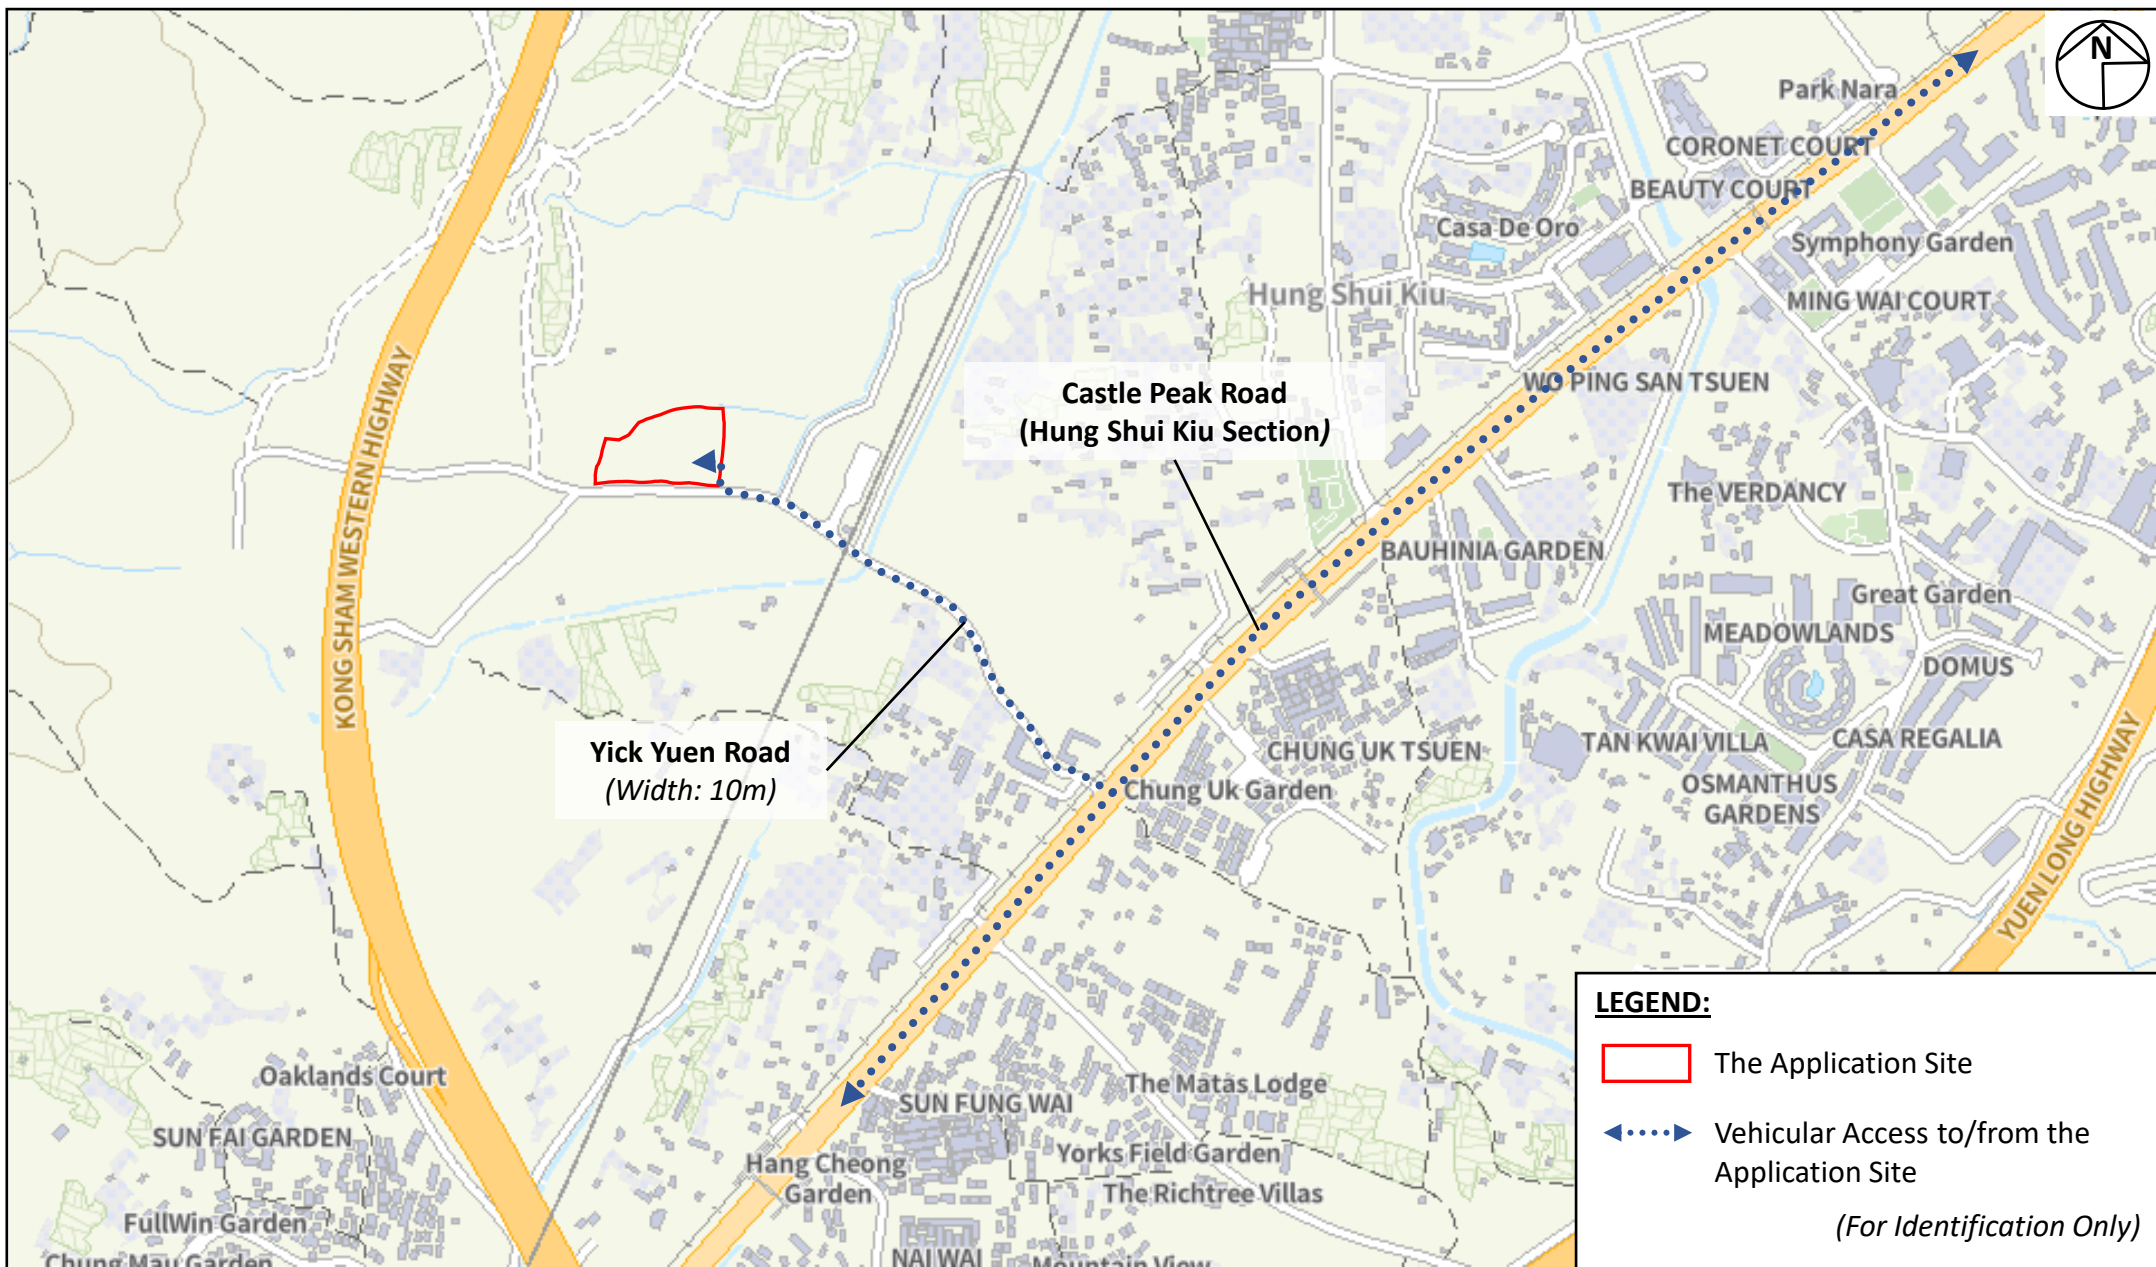 N
Park Nara
CORONET COURT
BEAUTY COURT
Casa De Oro
Symphony Garden
Hung Shui Kiu
MING WAI COURT
KONG SHAM WESTERN HIGHWAY
Castle Peak Road
(Hung Shui Kiu Section)
WO PING SAN TSUEN
The VERDANCY
BAUHINIA GARDEN
Great Garden
MEADOWLANDS
DOMUS
Yick Yuen Road
(Width: 10m)
CHUNG UK TSUEN
TAN KWAI VILLA
CASA REGALIA
Chung Uk Garden
OSMANTHUS
GARDENS
YUEN LONG HIGHWAY
Oaklands Court
SUN FUNG WAI
The Matas Lodge
SUN FAI GARDEN
Hang Cheong
Garden
Yorks Field Garden
The Richtree Villas
FullWin Garden
Chung Mau Garden
NAI WAI
Mountain View
LEGEND:
The Application Site
Vehicular Access to/from the
Application Site
(For Identification Only)